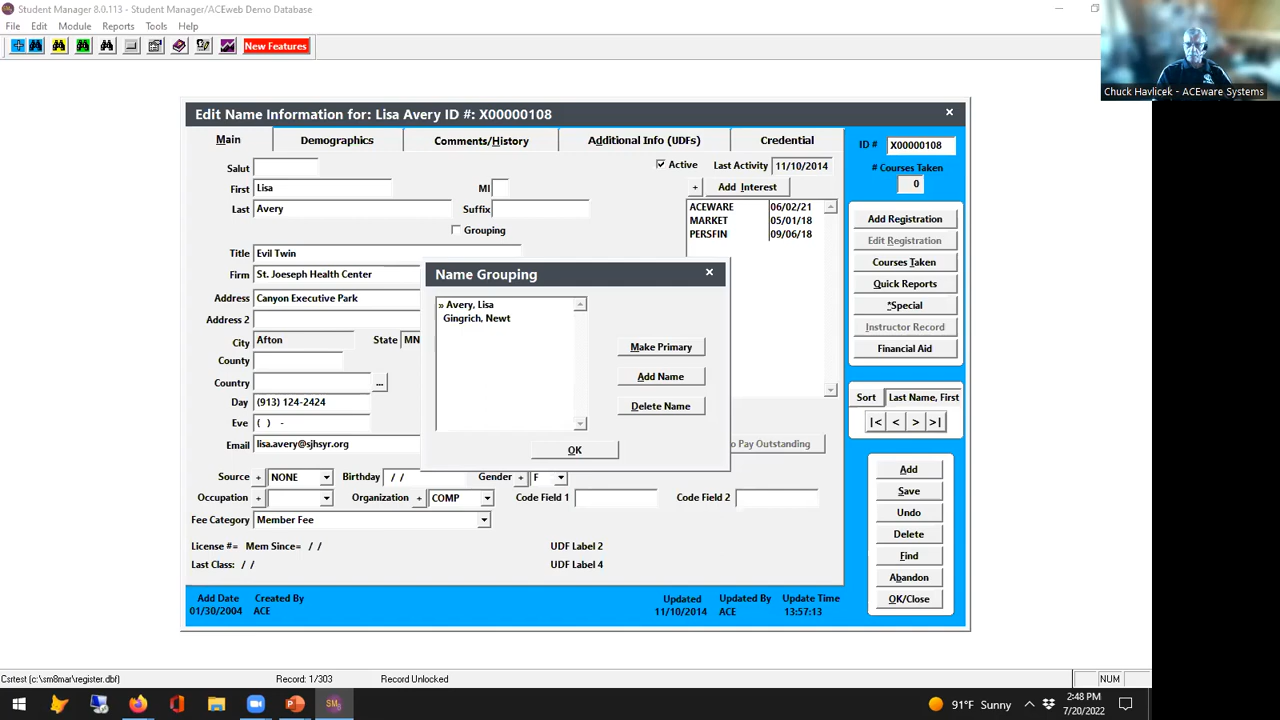 Student Manager 8.0.113 - Student Manager/ACEweb Demo Database
File Edit Module Reports Tools Help
New Features
Chuck Havlicek - ACEware Systems
Edit Name Information for: Lisa Avery ID #: X00000108
Main Demographics Comments/History Additional Info (UDFs) Credential
ID # X00000108
# Courses Taken
0
Salut
Active Last Activity 11/10/2014
First Lisa MI
+ Add Interest
Last Avery Suffix
ACEWARE 06/02/21
MARKET 05/01/18
PERSFIN 09/06/18
Grouping
Title Evil Twin
Firm St. Joeseph Health Center
Address Canyon Executive Park
Address 2
City Afton State MN
County
Country ...
Day (913) 124-2424
Eve ( ) -
Email lisa.avery@sjhsyr.org
o Pay Outstanding
Name Grouping
» Avery, Lisa
Gingrich, Newt
Make Primary
Add Name
Delete Name
OK
Source + NONE Birthday / / Gender + F
Occupation + Organization + COMP Code Field 1 Code Field 2
Fee Category Member Fee
License #= Mem Since= / / UDF Label 2
Last Class: / / UDF Label 4
Add Registration
Edit Registration
Courses Taken
Quick Reports
*Special
Instructor Record
Financial Aid
Sort Last Name, First
|< < > >|
Add
Save
Undo
Delete
Find
Abandon
OK/Close
Add Date Created By Updated Updated By Update Time
01/30/2004 ACE 11/10/2014 ACE 13:57:13
Csrtest (c:\sm8mar\register.dbf) Record: 1/303 Record Unlocked NUM
91°F Sunny
2:48 PM
7/20/2022